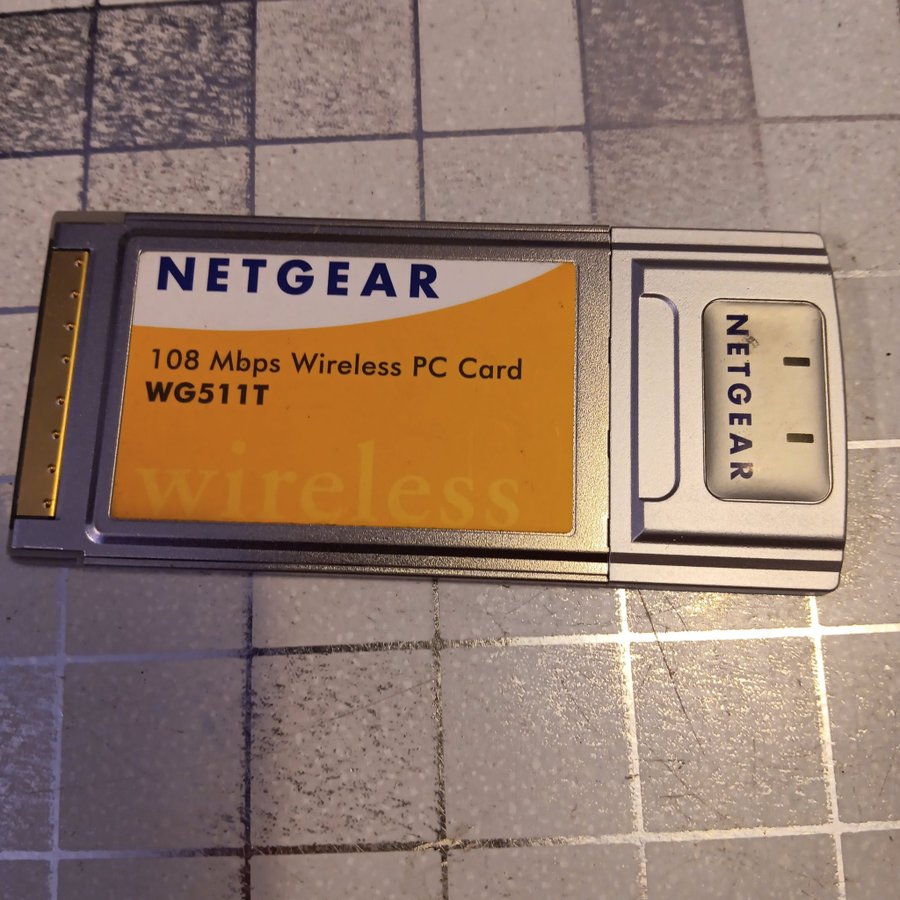 NETGEAR
108 Mbps Wireless PC Card
WG511T
wireless
NETGEAR